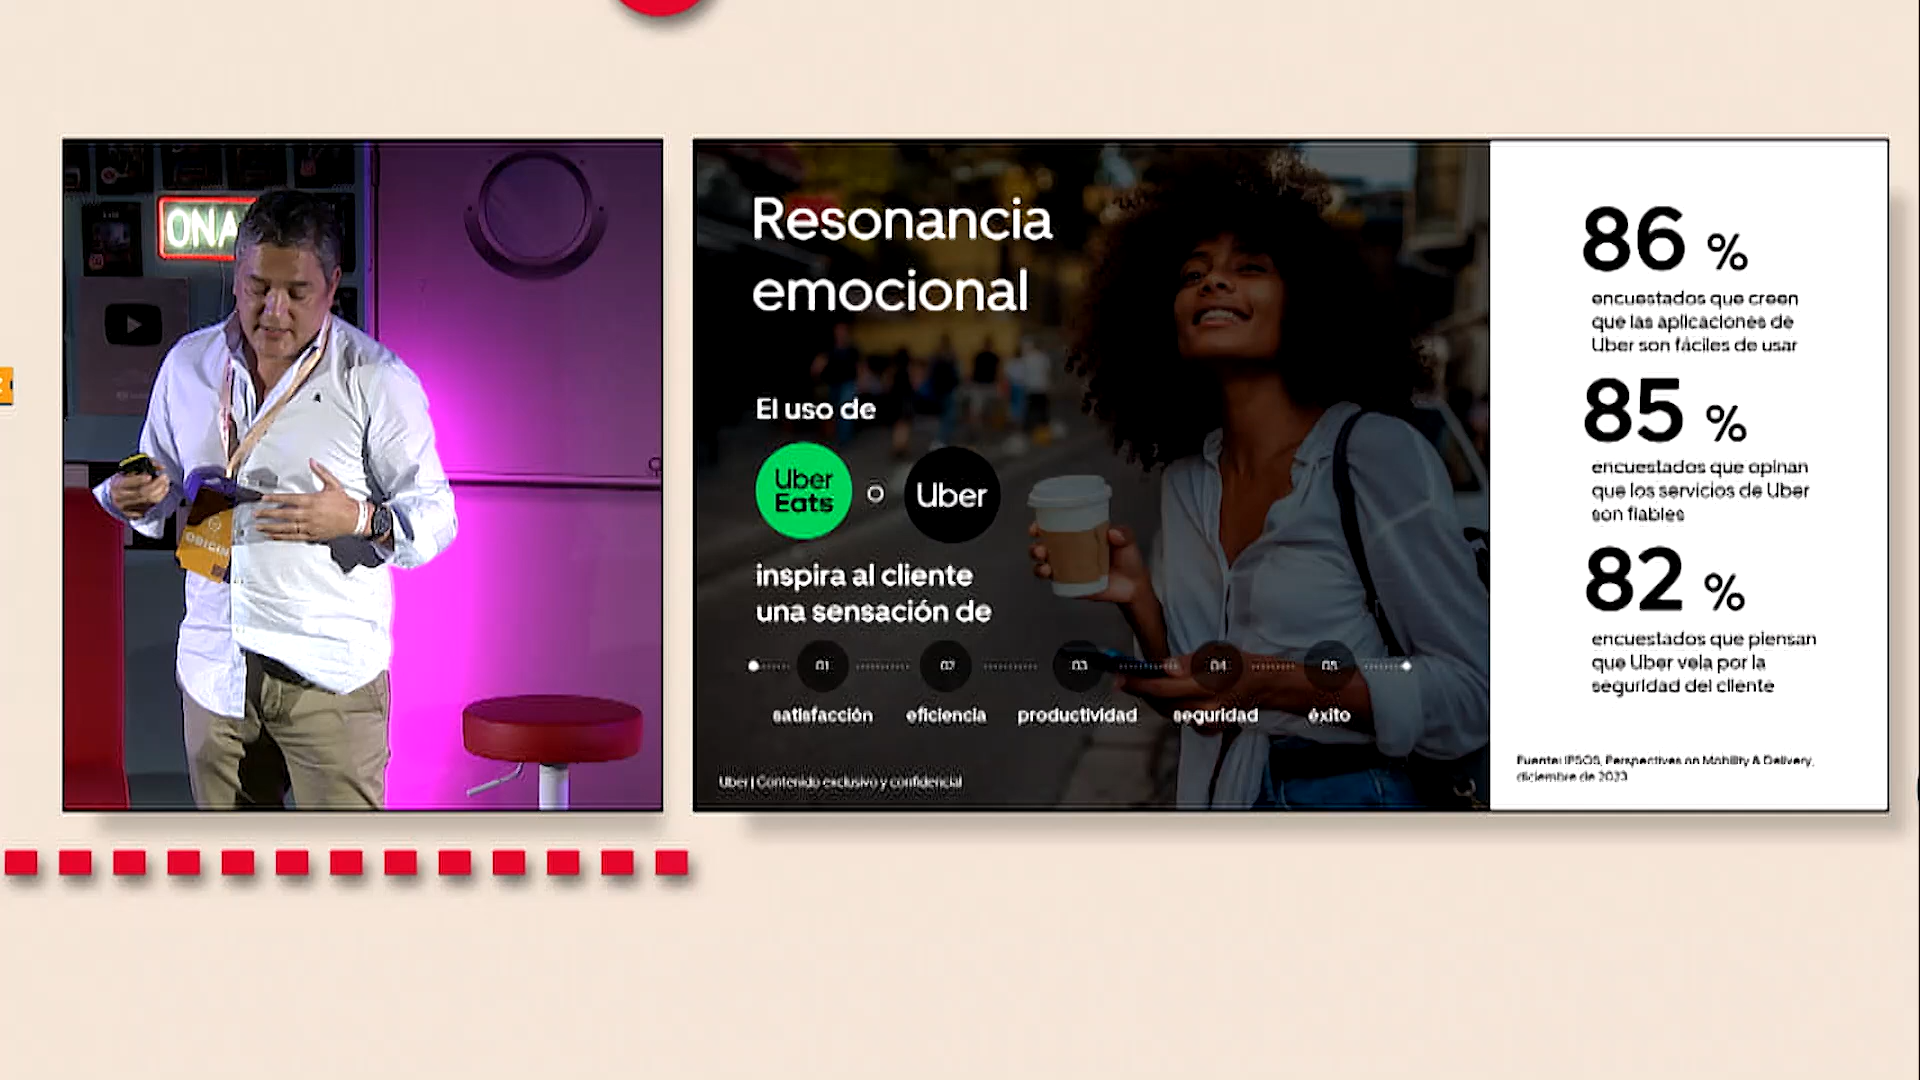 ONA
ORIGIN
Resonancia
emocional
El uso de
Uber
Eats
o
Uber
inspira al cliente
una sensación de
01
02
03
04
05
satisfacción
eficiencia
productividad
seguridad
éxito
Uber | Contenido exclusivo y confidencial
86 %
encuestados que creen
que las aplicaciones de
Uber son fáciles de usar
85 %
encuestados que opinan
que los servicios de Uber
son fiables
82 %
encuestados que piensan
que Uber vela por la
seguridad del cliente
Fuente: IPSOS, Perspectives on Mobility & Delivery,
diciembre de 2023